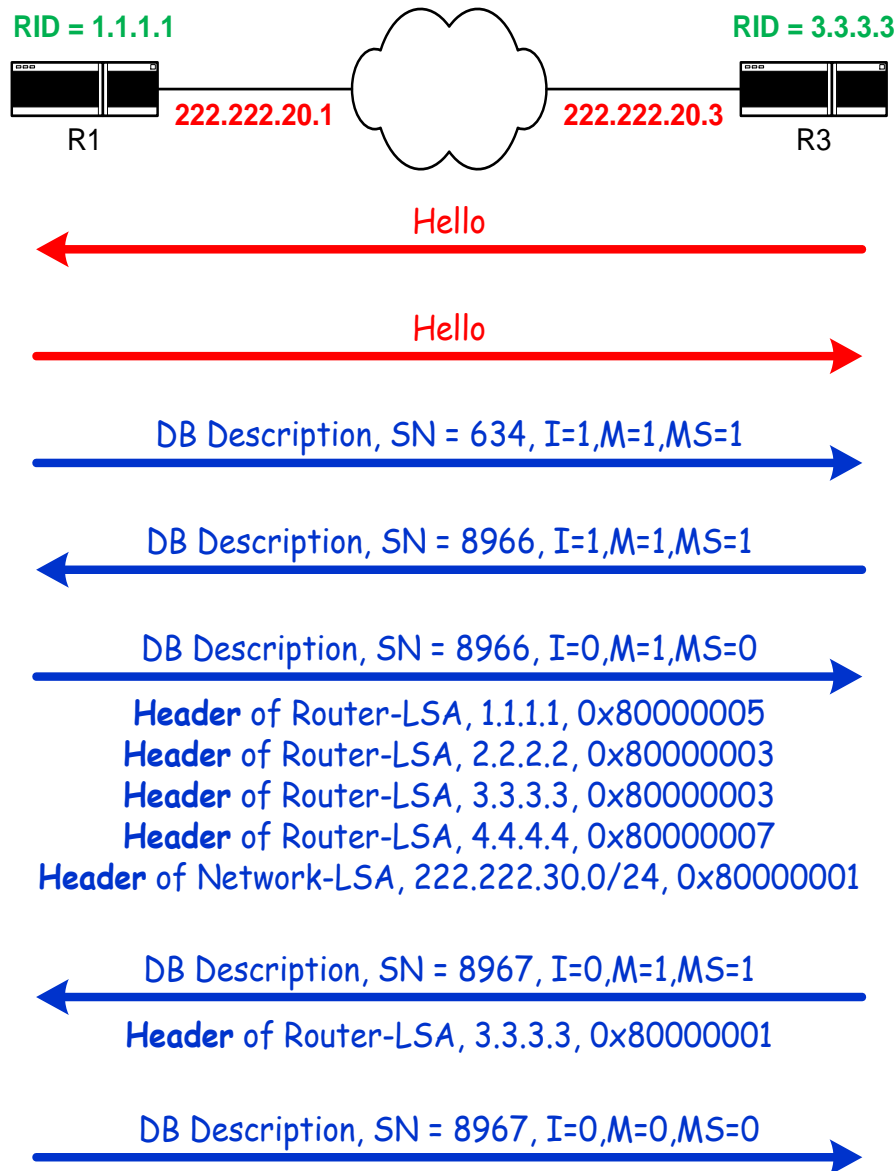 RID = 1.1.1.1
RID = 3.3.3.3
222.222.20.1
222.222.20.3
R1
R3
Hello
Hello
DB Description, SN = 634, I=1,M=1,MS=1
DB Description, SN = 8966, I=1,M=1,MS=1
DB Description, SN = 8966, I=0,M=1,MS=0
Header of Router-LSA, 1.1.1.1, 0x80000005
Header of Router-LSA, 2.2.2.2, 0x80000003
Header of Router-LSA, 3.3.3.3, 0x80000003
Header of Router-LSA, 4.4.4.4, 0x80000007
Header of Network-LSA, 222.222.30.0/24, 0x80000001
DB Description, SN = 8967, I=0,M=1,MS=1
Header of Router-LSA, 3.3.3.3, 0x80000001
DB Description, SN = 8967, I=0,M=0,MS=0